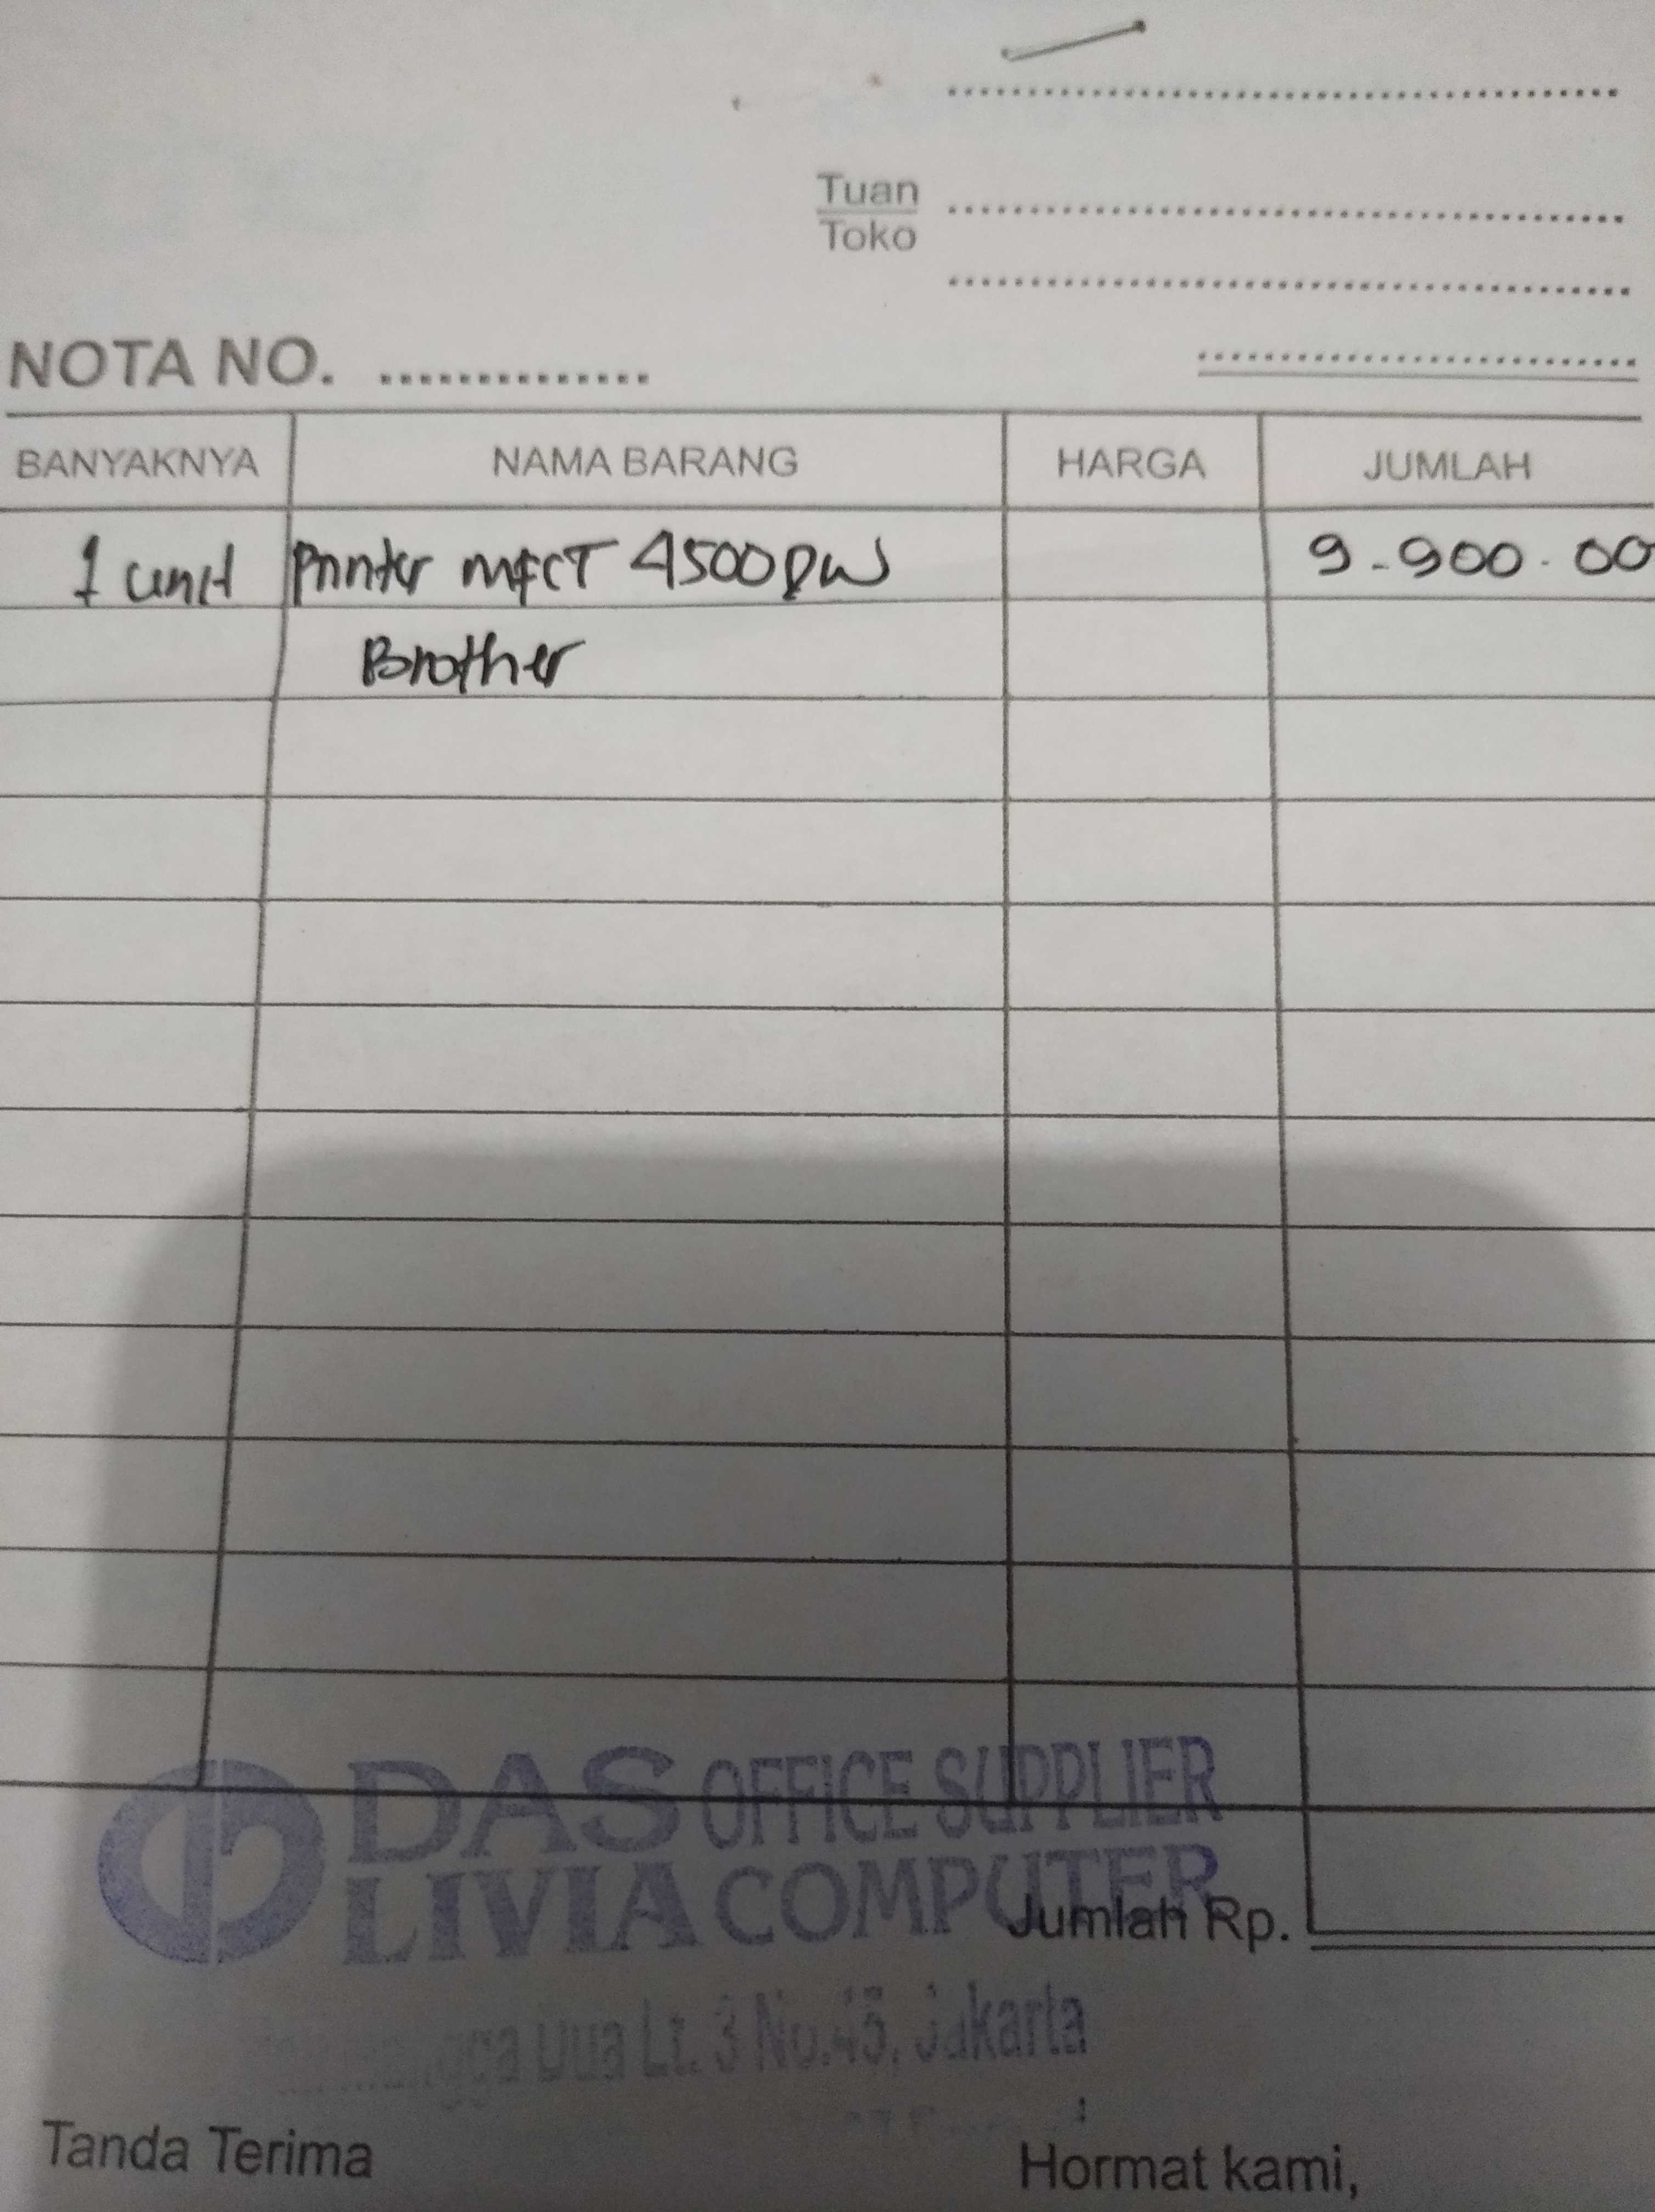 Tuan
Toko
NOTA NO. ..............
BANYAKNYA NAMA BARANG HARGA JUMLAH
1 unit Printer MFCT 4500DW 9.900.00
Brother
DAS OFFICE SUPPLIER
LIVIA COMPUTER
Jumlah Rp.
Dua Lt. 3 No.45, Jakarta
Tanda Terima Hormat kami,